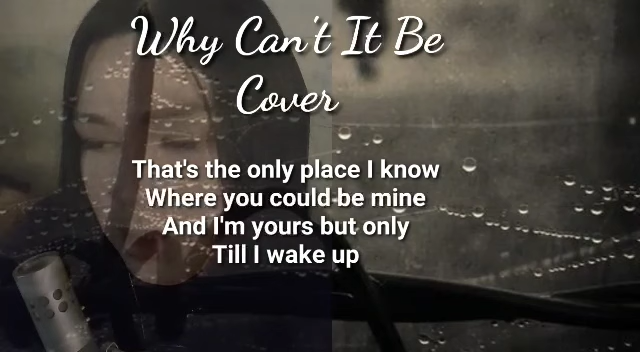 Why Can't It Be
Cover
That's the only place I know
Where you could be mine
And I'm yours but only
Till I wake up